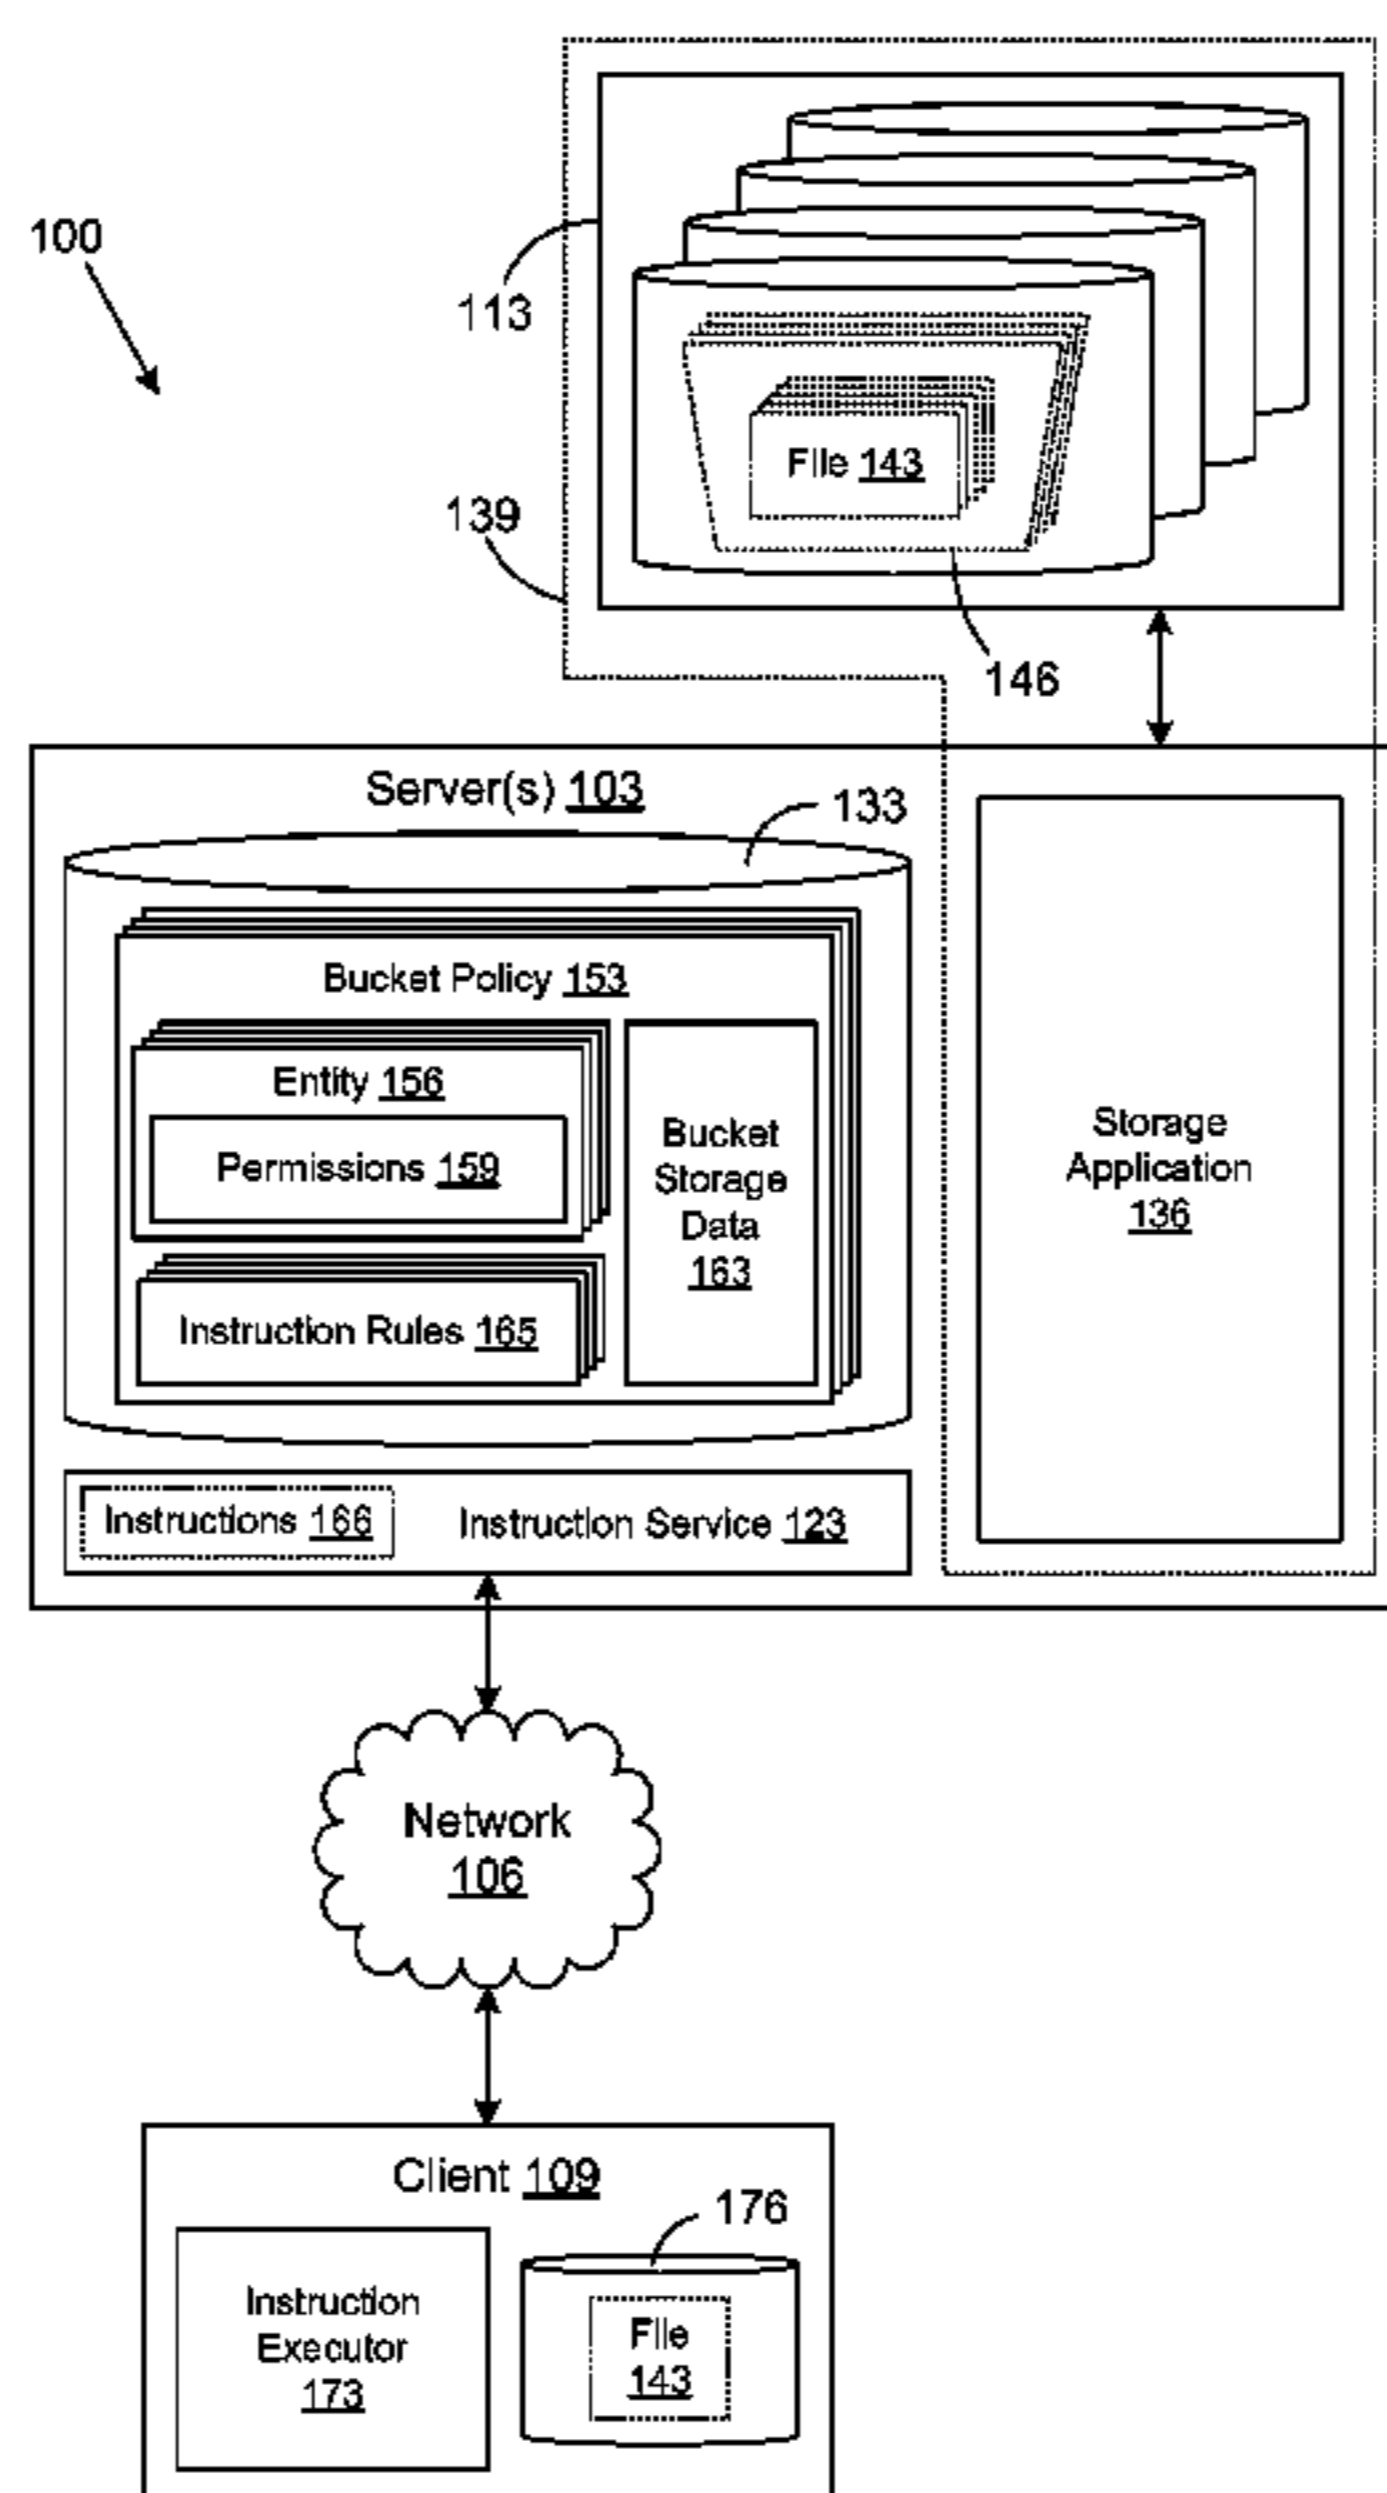 100
113
File 143
139
146
Server(s) 103
133
Bucket Policy 153
Entity 156
Permissions 159
Bucket
Storage
Data
163
Instruction Rules 165
Storage
Application
136
Instructions 166
Instruction Service 123
Network
106
Client 109
176
Instruction
Executor
173
File
143